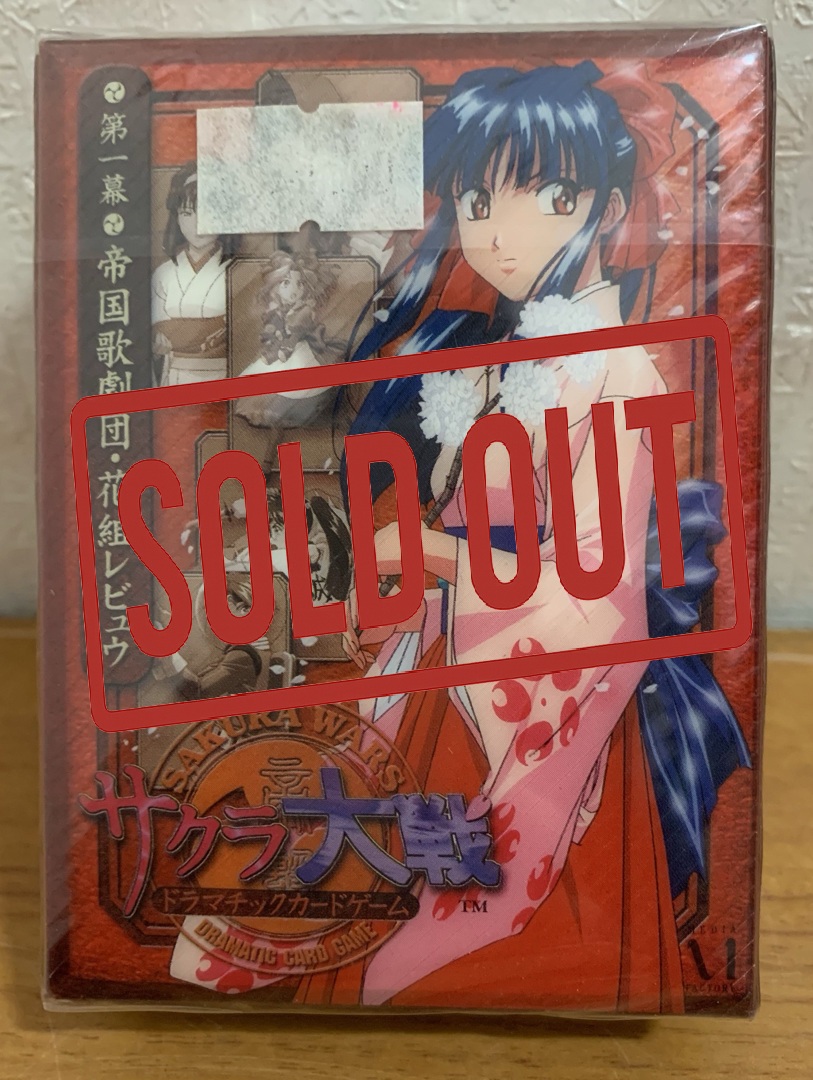 第一幕 帝国歌劇団・花組レビュウ
SOLD OUT
SAKURA WARS
サクラ大戦
ドラマチックカードゲーム
TM
DRAMATIC CARD GAME
MEDIA
FACTORY